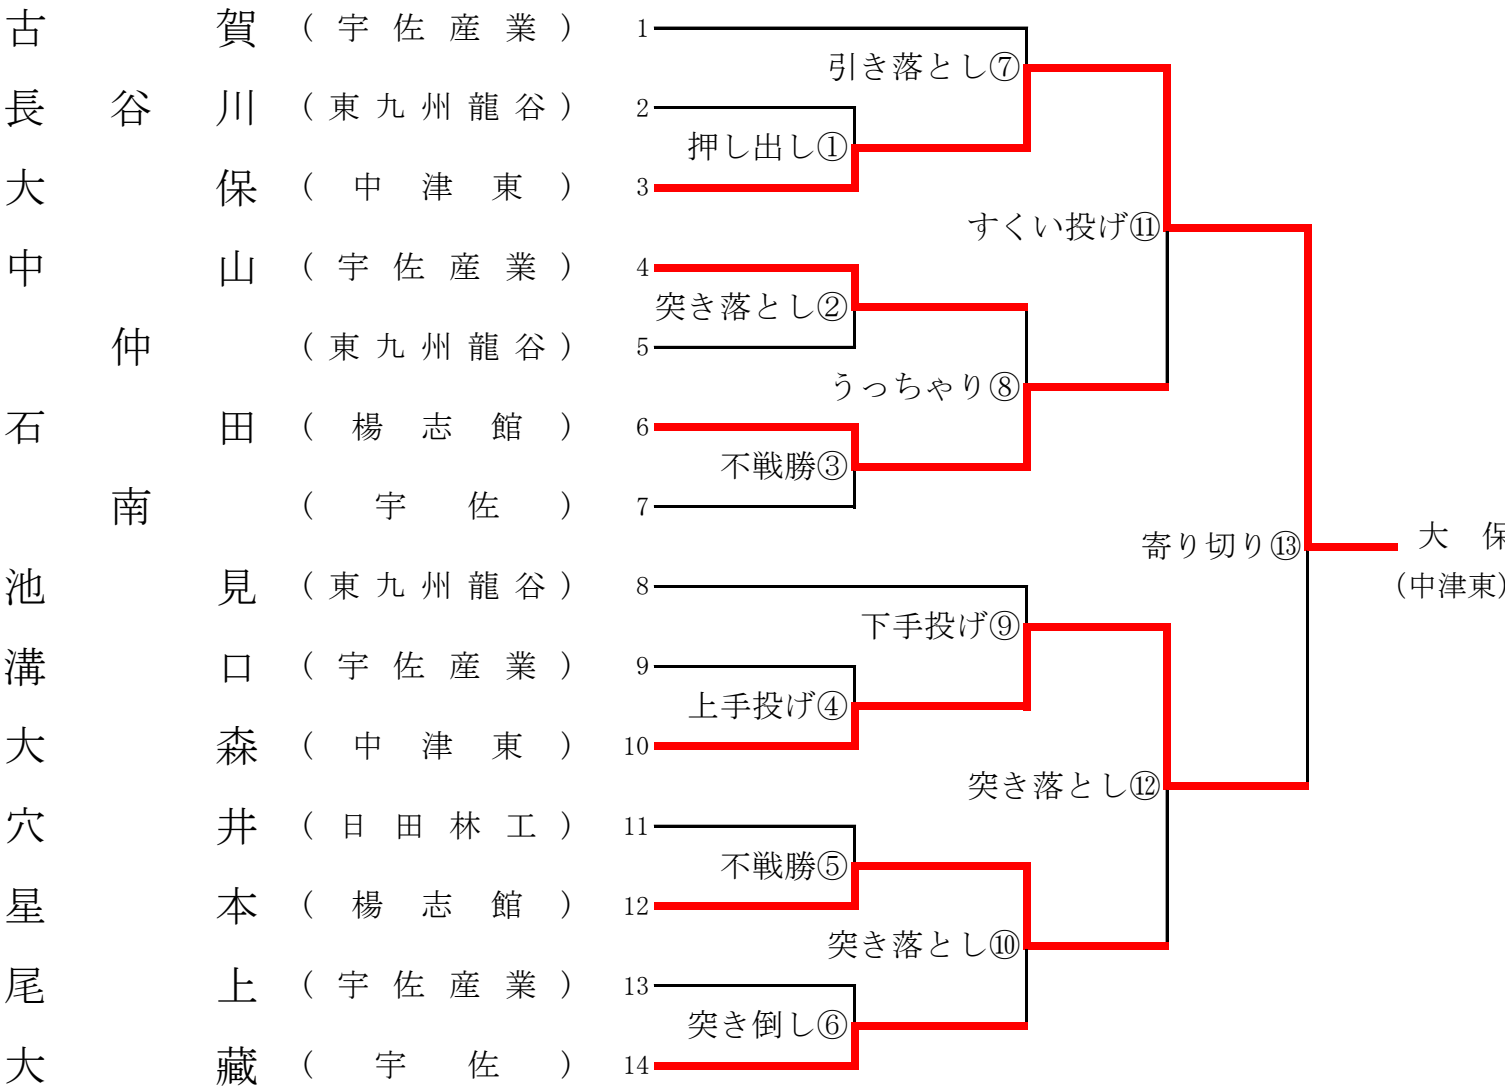 古賀(宇佐産業) 1
引き落とし⑦
長谷川(東九州龍谷) 2
押し出し①
大保(中津東) 3
すくい投げ⑪
中山(宇佐産業) 4
突き落とし②
仲(東九州龍谷) 5
うっちゃり⑧
石田(楊志館) 6
不戦勝③
南(宇佐) 7
寄り切り⑬ 大保
(中津東)
池見(東九州龍谷) 8
下手投げ⑨
溝口(宇佐産業) 9
上手投げ④
大森(中津東) 10
突き落とし⑫
穴井(日田林工) 11
不戦勝⑤
星本(楊志館) 12
突き落とし⑩
尾上(宇佐産業) 13
突き倒し⑥
大藏(宇佐) 14